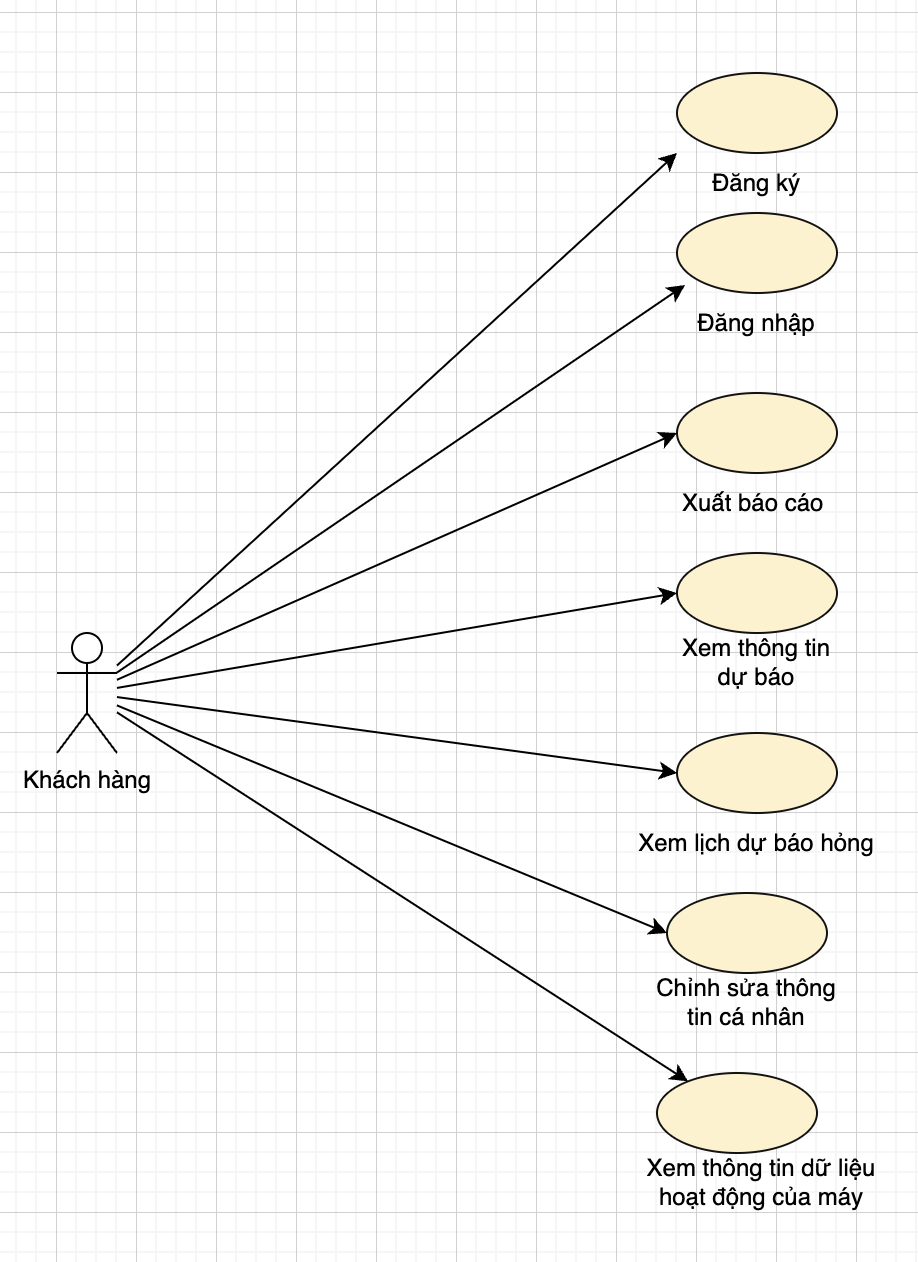 Đăng ký
Đăng nhập
Xuất báo cáo
Xem thông tin
dự báo
Khách hàng
Xem lịch dự báo hỏng
Chỉnh sửa thông
tin cá nhân
Xem thông tin dữ liệu
hoạt động của máy